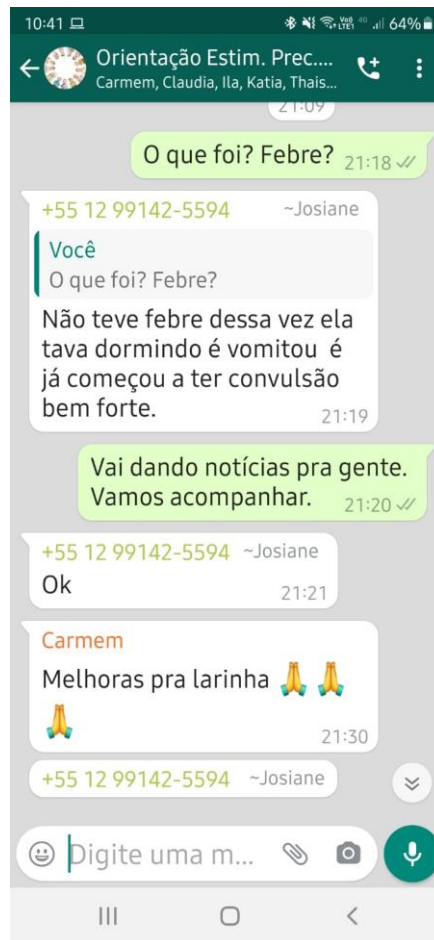 10:41 64%
Orientação Estim. Prec....
Carmem, Claudia, Ila, Katia, Thais...
21:09
O que foi? Febre? 21:18
+55 12 99142-5594 ~Josiane
Você
O que foi? Febre?
Não teve febre dessa vez ela
tava dormindo é vomitou é
já começou a ter convulsão
bem forte.
21:19
Vai dando notícias pra gente.
Vamos acompanhar. 21:20
+55 12 99142-5594 ~Josiane
Ok
21:21
Carmem
Melhoras pra larinha 🙏 🙏
🙏
21:30
+55 12 99142-5594 ~Josiane
Digite uma m...